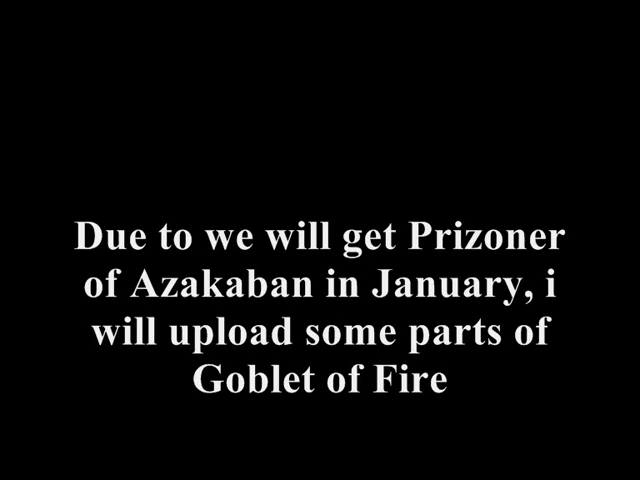 Due to we will get Prizoner
of Azakaban in January, i
will upload some parts of
Goblet of Fire